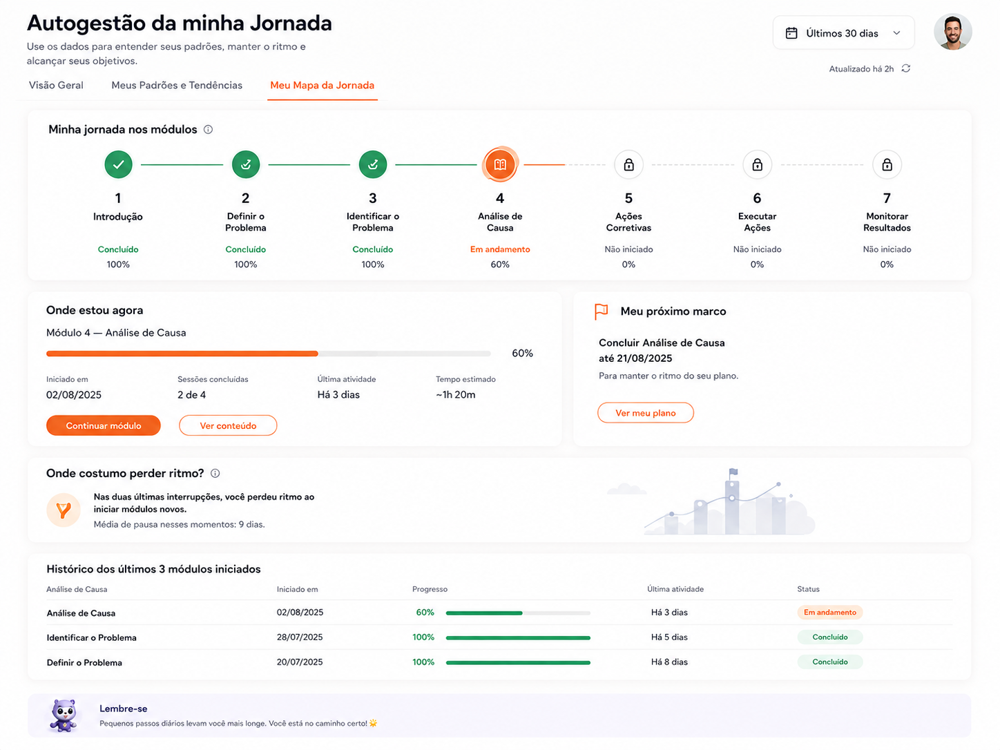 Autogestão da minha Jornada
Use os dados para entender seus padrões, manter o ritmo e
alcançar seus objetivos.
Últimos 30 dias
Atualizado há 2h
Visão Geral
Meus Padrões e Tendências
Meu Mapa da Jornada
Minha jornada nos módulos
1
Introdução
Concluído
100%
2
Definir o
Problema
Concluído
100%
3
Identificar o
Problema
Concluído
100%
4
Análise de
Causa
Em andamento
60%
5
Ações
Corretivas
Não iniciado
0%
6
Executar
Ações
Não iniciado
0%
7
Monitorar
Resultados
Não iniciado
0%
Onde estou agora
Módulo 4 — Análise de Causa
60%
Iniciado em
02/08/2025
Sessões concluídas
2 de 4
Última atividade
Há 3 dias
Tempo estimado
~1h 20m
Continuar módulo
Ver conteúdo
Meu próximo marco
Concluir Análise de Causa
até 21/08/2025
Para manter o ritmo do seu plano.
Ver meu plano
Onde costumo perder ritmo?
Nas duas últimas interrupções, você perdeu ritmo ao
iniciar módulos novos.
Média de pausa nesses momentos: 9 dias.
Histórico dos últimos 3 módulos iniciados
Análise de Causa Iniciado em Progresso Última atividade Status
Análise de Causa 02/08/2025 60% Há 3 dias Em andamento
Identificar o Problema 28/07/2025 100% Há 5 dias Concluído
Definir o Problema 20/07/2025 100% Há 8 dias Concluído
Lembre-se
Pequenos passos diários levam você mais longe. Você está no caminho certo! 🌟